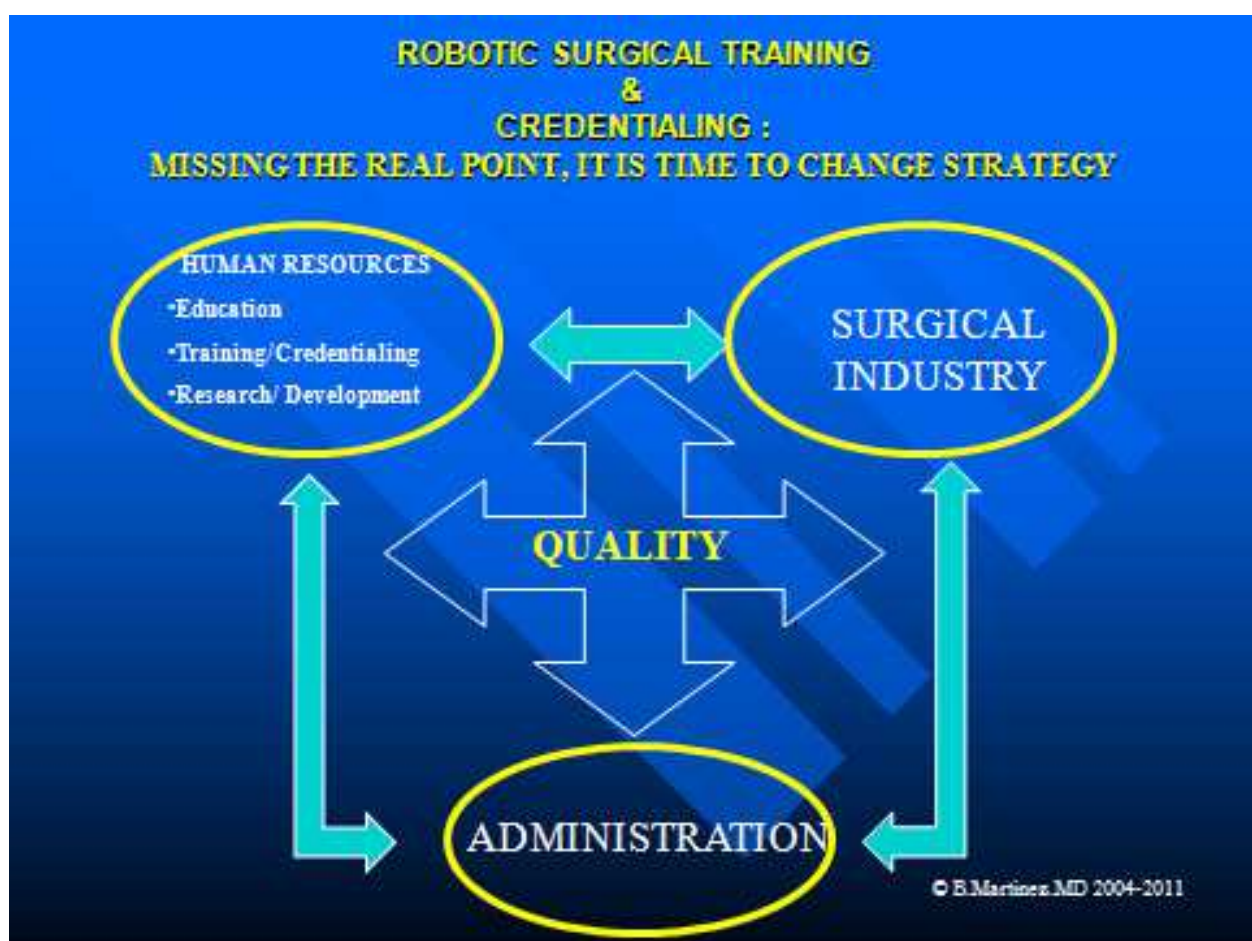 ROBOTIC SURGICAL TRAINING
&
CREDENTIALING :
MISSING THE REAL POINT, IT IS TIME TO CHANGE STRATEGY
HUMAN RESOURCES
•Education
•Training/Credentialing
•Research/ Development
SURGICAL
INDUSTRY
QUALITY
ADMINISTRATION
© B.Martinez.MD 2004-2011